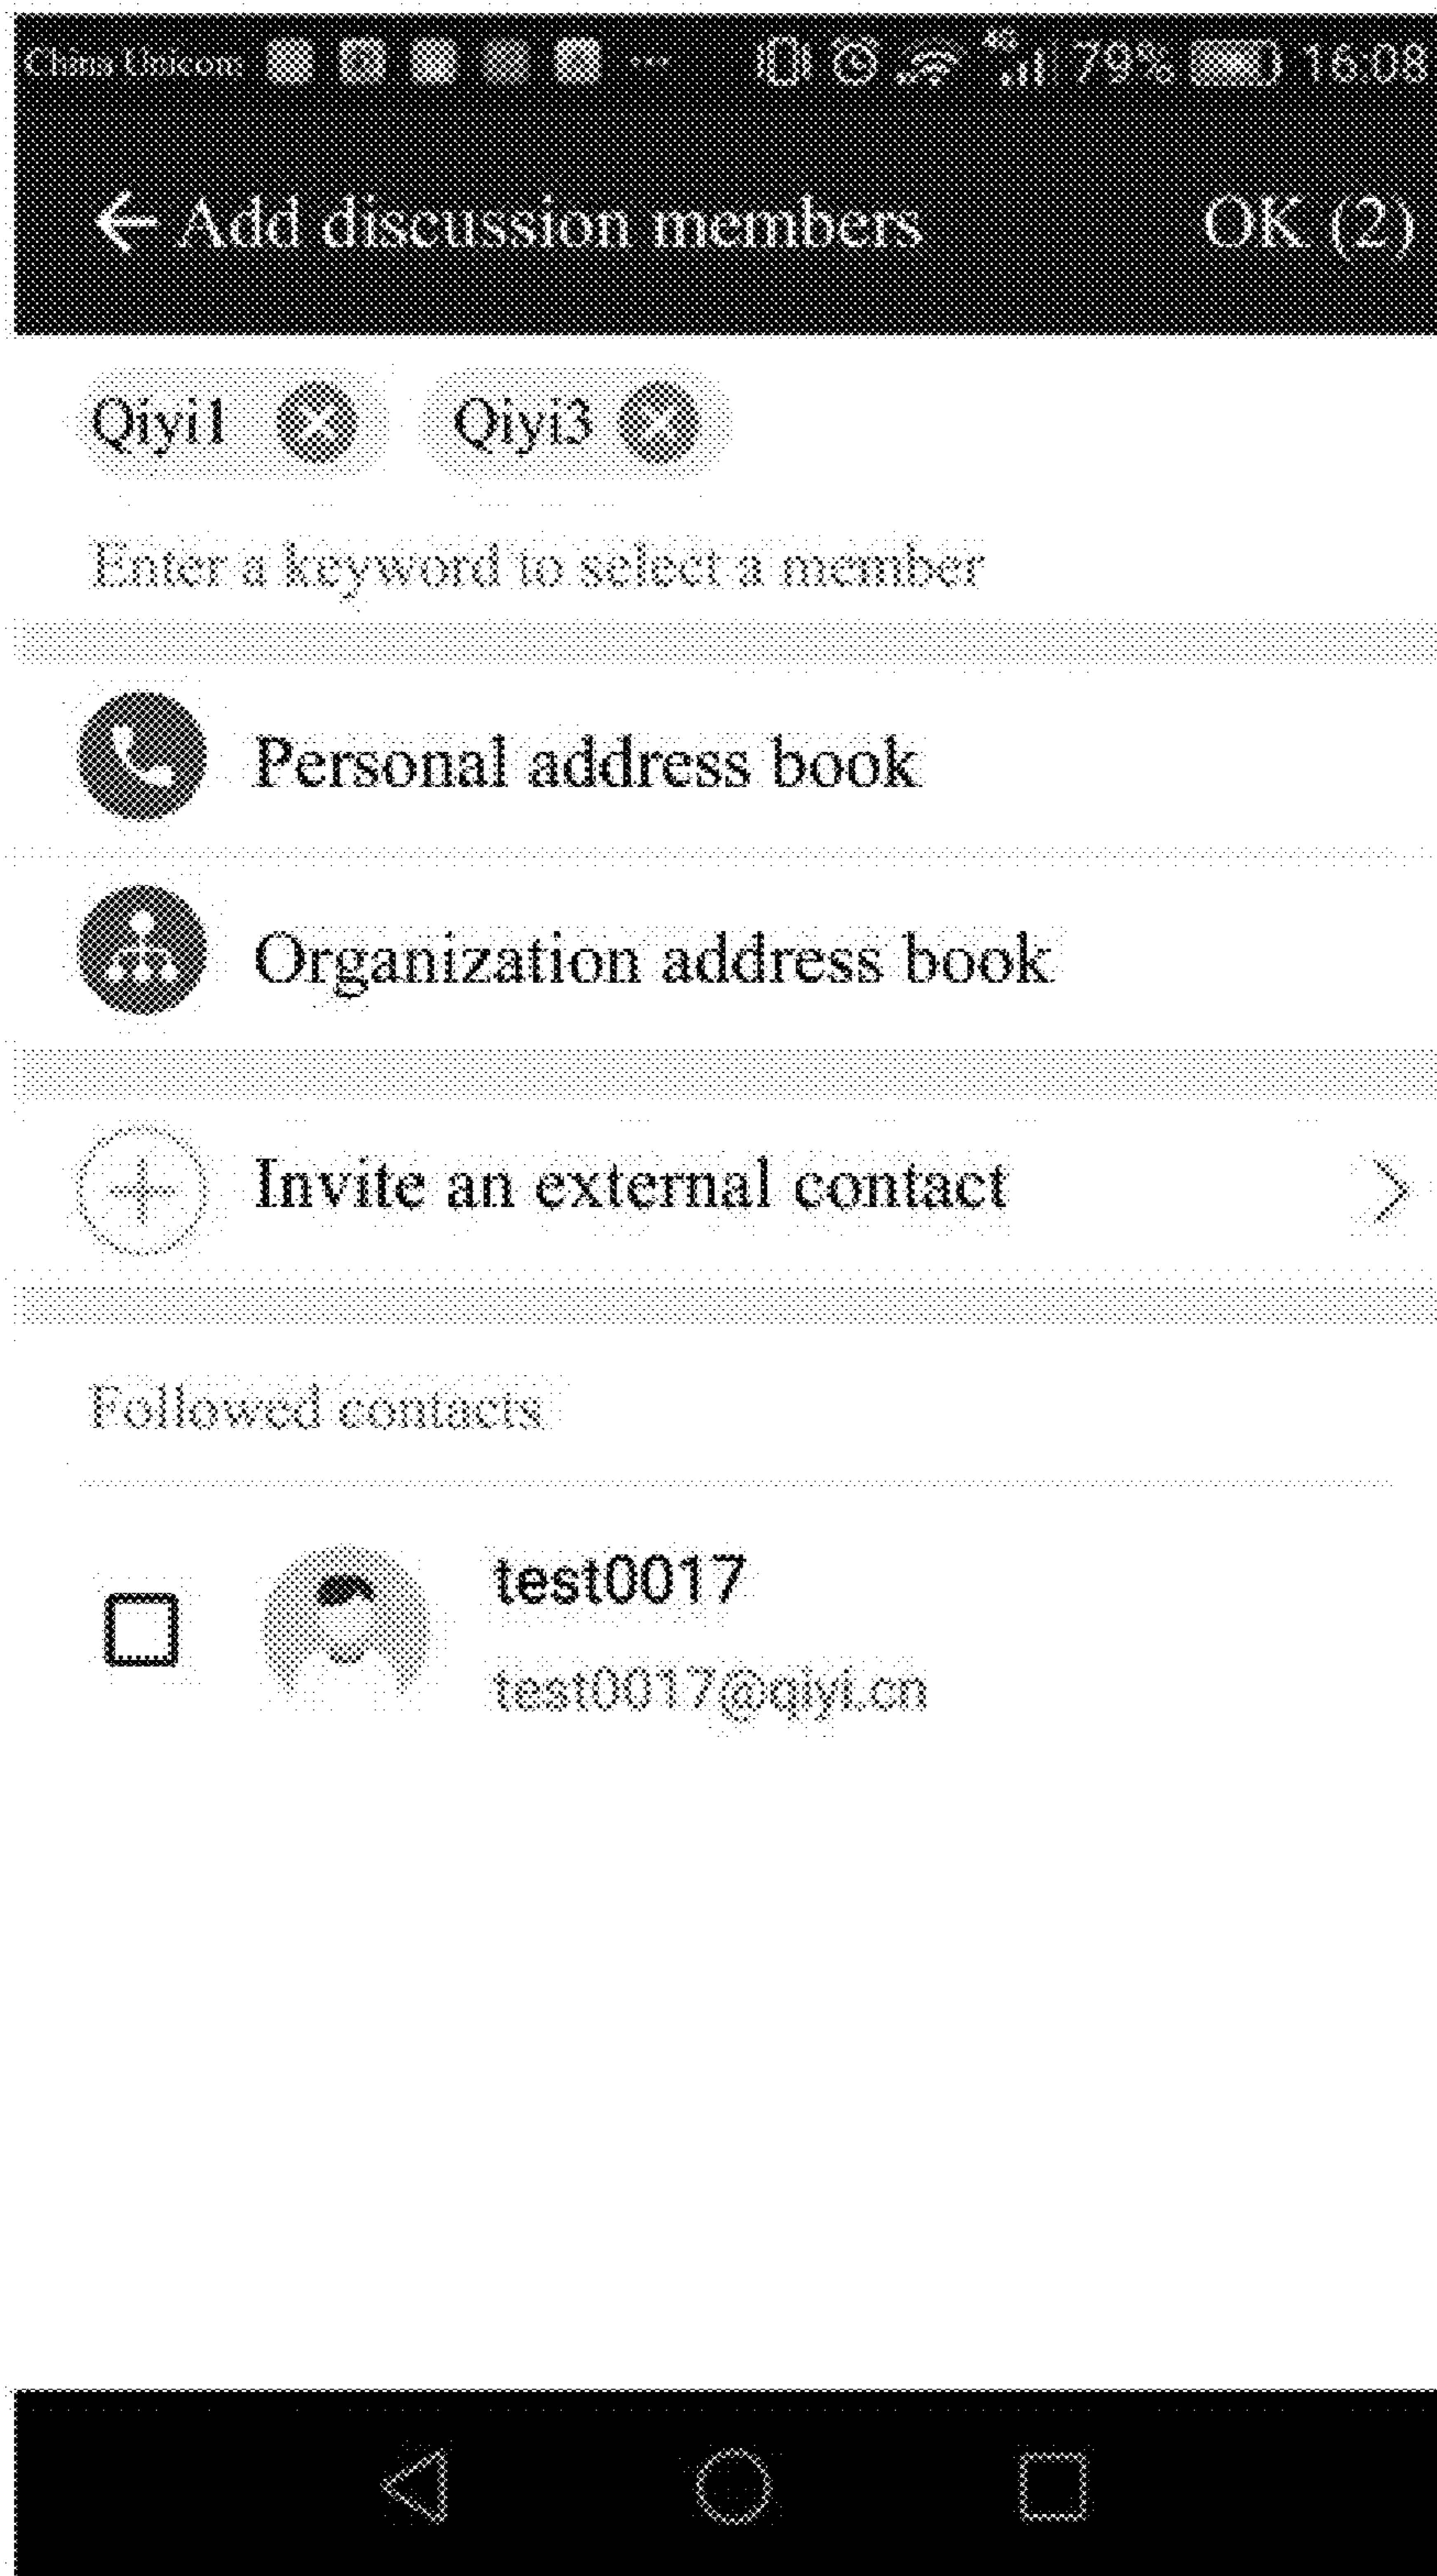 China Unicom 4G 79% 16:08
Add discussion members OK (2)
Qiyi1 Qiyi3
Enter a keyword to select a member
Personal address book
Organization address book
Invite an external contact
Followed contacts
test0017
test0017@qiyi.cn